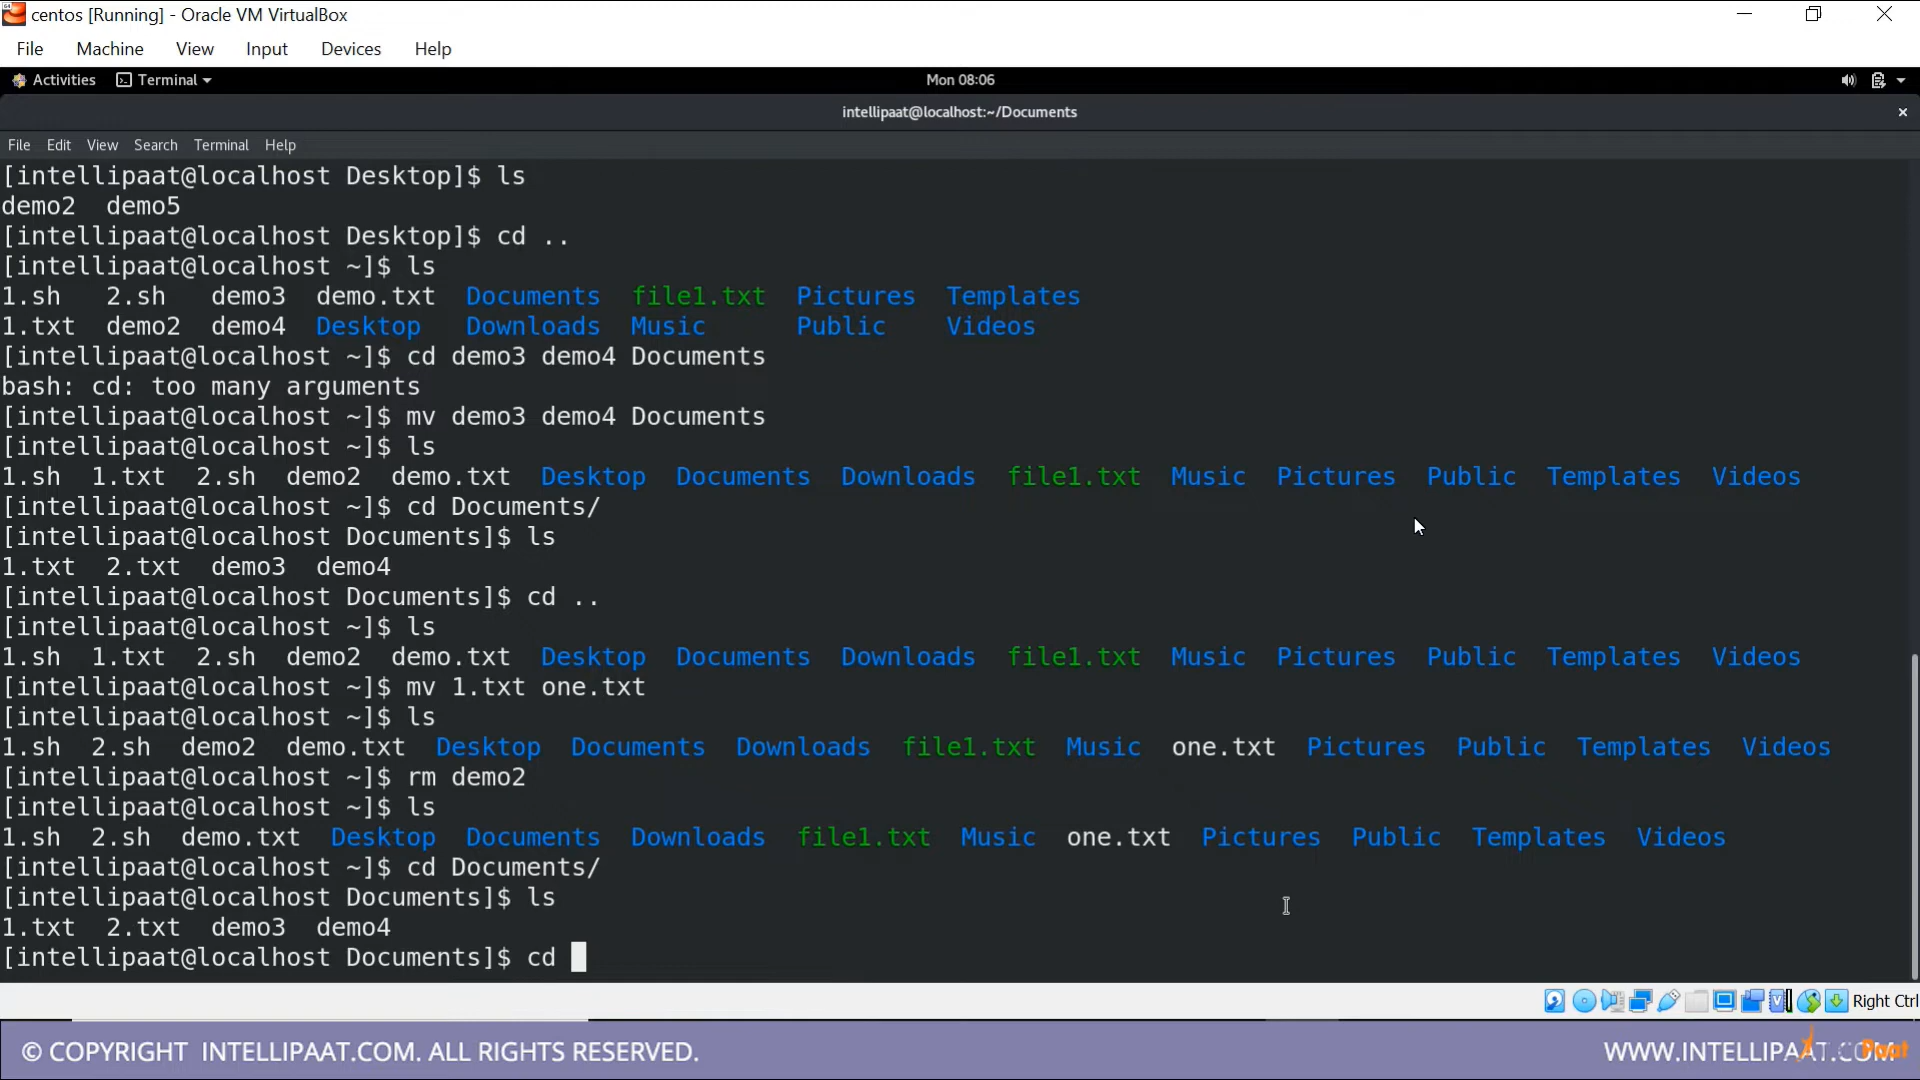 centos [Running] - Oracle VM VirtualBox
File Machine View Input Devices Help
Activities Terminal Mon 08:06
intellipaat@localhost:~/Documents
File Edit View Search Terminal Help
[intellipaat@localhost Desktop]$ ls
demo2 demo5
[intellipaat@localhost Desktop]$ cd ..
[intellipaat@localhost ~]$ ls
1.sh 2.sh demo3 demo.txt Documents file1.txt Pictures Templates
1.txt demo2 demo4 Desktop Downloads Music Public Videos
[intellipaat@localhost ~]$ cd demo3 demo4 Documents
bash: cd: too many arguments
[intellipaat@localhost ~]$ mv demo3 demo4 Documents
[intellipaat@localhost ~]$ ls
1.sh 1.txt 2.sh demo2 demo.txt Desktop Documents Downloads file1.txt Music Pictures Public Templates Videos
[intellipaat@localhost ~]$ cd Documents/
[intellipaat@localhost Documents]$ ls
1.txt 2.txt demo3 demo4
[intellipaat@localhost Documents]$ cd ..
[intellipaat@localhost ~]$ ls
1.sh 1.txt 2.sh demo2 demo.txt Desktop Documents Downloads file1.txt Music Pictures Public Templates Videos
[intellipaat@localhost ~]$ mv 1.txt one.txt
[intellipaat@localhost ~]$ ls
1.sh 2.sh demo2 demo.txt Desktop Documents Downloads file1.txt Music one.txt Pictures Public Templates Videos
[intellipaat@localhost ~]$ rm demo2
[intellipaat@localhost ~]$ ls
1.sh 2.sh demo.txt Desktop Documents Downloads file1.txt Music one.txt Pictures Public Templates Videos
[intellipaat@localhost ~]$ cd Documents/
[intellipaat@localhost Documents]$ ls
1.txt 2.txt demo3 demo4
[intellipaat@localhost Documents]$ cd
Right Ctrl
© COPYRIGHT INTELLIPAAT.COM. ALL RIGHTS RESERVED. WWW.INTELLIPAAT.COM